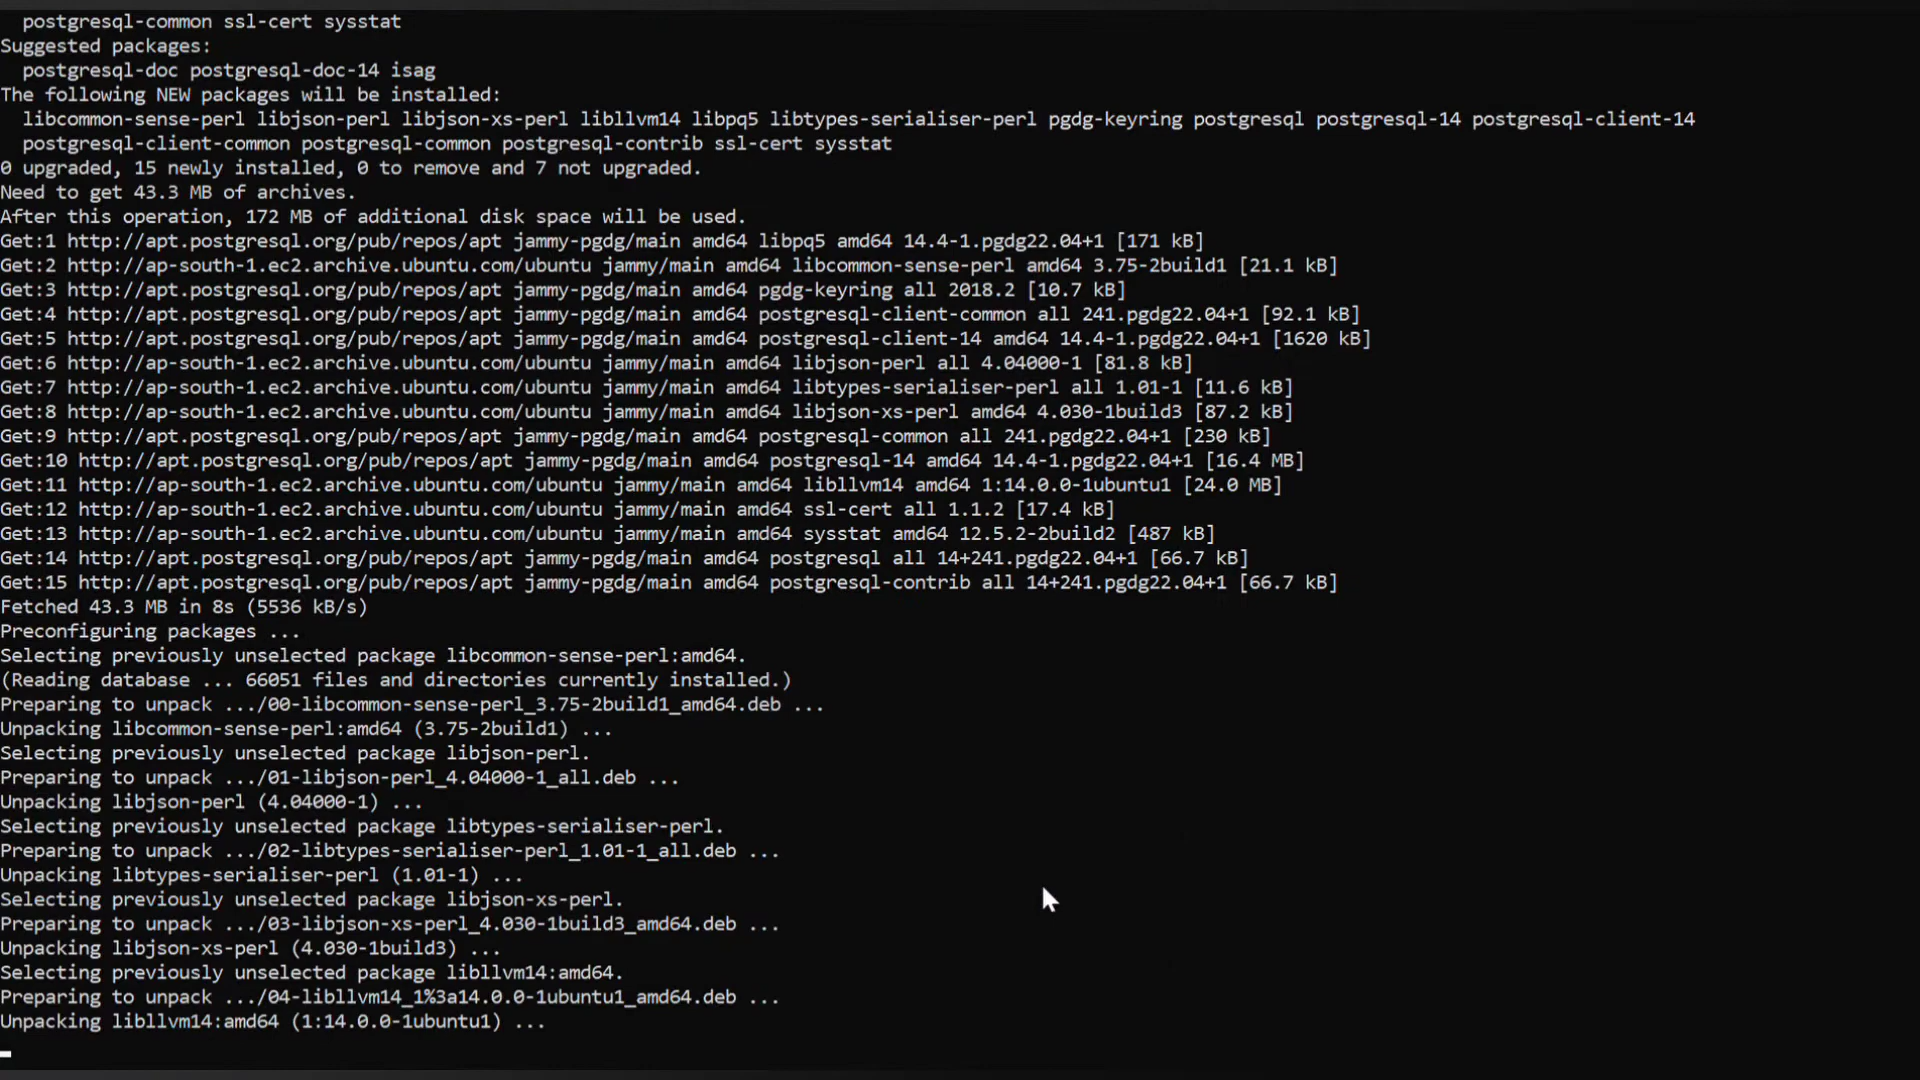 postgresql-common ssl-cert sysstat
Suggested packages:
postgresql-doc postgresql-doc-14 isag
The following NEW packages will be installed:
libcommon-sense-perl libjson-perl libjson-xs-perl libllvm14 libpq5 libtypes-serialiser-perl pgdg-keyring postgresql postgresql-14 postgresql-client-14
postgresql-client-common postgresql-common postgresql-contrib ssl-cert sysstat
0 upgraded, 15 newly installed, 0 to remove and 7 not upgraded.
Need to get 43.3 MB of archives.
After this operation, 172 MB of additional disk space will be used.
Get:1 http://apt.postgresql.org/pub/repos/apt jammy-pgdg/main amd64 libpq5 amd64 14.4-1.pgdg22.04+1 [171 kB]
Get:2 http://ap-south-1.ec2.archive.ubuntu.com/ubuntu jammy/main amd64 libcommon-sense-perl amd64 3.75-2build1 [21.1 kB]
Get:3 http://apt.postgresql.org/pub/repos/apt jammy-pgdg/main amd64 pgdg-keyring all 2018.2 [10.7 kB]
Get:4 http://apt.postgresql.org/pub/repos/apt jammy-pgdg/main amd64 postgresql-client-common all 241.pgdg22.04+1 [92.1 kB]
Get:5 http://apt.postgresql.org/pub/repos/apt jammy-pgdg/main amd64 postgresql-client-14 amd64 14.4-1.pgdg22.04+1 [1620 kB]
Get:6 http://ap-south-1.ec2.archive.ubuntu.com/ubuntu jammy/main amd64 libjson-perl all 4.04000-1 [81.8 kB]
Get:7 http://ap-south-1.ec2.archive.ubuntu.com/ubuntu jammy/main amd64 libtypes-serialiser-perl all 1.01-1 [11.6 kB]
Get:8 http://ap-south-1.ec2.archive.ubuntu.com/ubuntu jammy/main amd64 libjson-xs-perl amd64 4.030-1build3 [87.2 kB]
Get:9 http://apt.postgresql.org/pub/repos/apt jammy-pgdg/main amd64 postgresql-common all 241.pgdg22.04+1 [230 kB]
Get:10 http://apt.postgresql.org/pub/repos/apt jammy-pgdg/main amd64 postgresql-14 amd64 14.4-1.pgdg22.04+1 [16.4 MB]
Get:11 http://ap-south-1.ec2.archive.ubuntu.com/ubuntu jammy/main amd64 libllvm14 amd64 1:14.0.0-1ubuntu1 [24.0 MB]
Get:12 http://ap-south-1.ec2.archive.ubuntu.com/ubuntu jammy/main amd64 ssl-cert all 1.1.2 [17.4 kB]
Get:13 http://ap-south-1.ec2.archive.ubuntu.com/ubuntu jammy/main amd64 sysstat amd64 12.5.2-2build2 [487 kB]
Get:14 http://apt.postgresql.org/pub/repos/apt jammy-pgdg/main amd64 postgresql all 14+241.pgdg22.04+1 [66.7 kB]
Get:15 http://apt.postgresql.org/pub/repos/apt jammy-pgdg/main amd64 postgresql-contrib all 14+241.pgdg22.04+1 [66.7 kB]
Fetched 43.3 MB in 8s (5536 kB/s)
Preconfiguring packages ...
Selecting previously unselected package libcommon-sense-perl:amd64.
(Reading database ... 66051 files and directories currently installed.)
Preparing to unpack .../00-libcommon-sense-perl_3.75-2build1_amd64.deb ...
Unpacking libcommon-sense-perl:amd64 (3.75-2build1) ...
Selecting previously unselected package libjson-perl.
Preparing to unpack .../01-libjson-perl_4.04000-1_all.deb ...
Unpacking libjson-perl (4.04000-1) ...
Selecting previously unselected package libtypes-serialiser-perl.
Preparing to unpack .../02-libtypes-serialiser-perl_1.01-1_all.deb ...
Unpacking libtypes-serialiser-perl (1.01-1) ...
Selecting previously unselected package libjson-xs-perl.
Preparing to unpack .../03-libjson-xs-perl_4.030-1build3_amd64.deb ...
Unpacking libjson-xs-perl (4.030-1build3) ...
Selecting previously unselected package libllvm14:amd64.
Preparing to unpack .../04-libllvm14_1%3a14.0.0-1ubuntu1_amd64.deb ...
Unpacking libllvm14:amd64 (1:14.0.0-1ubuntu1) ...